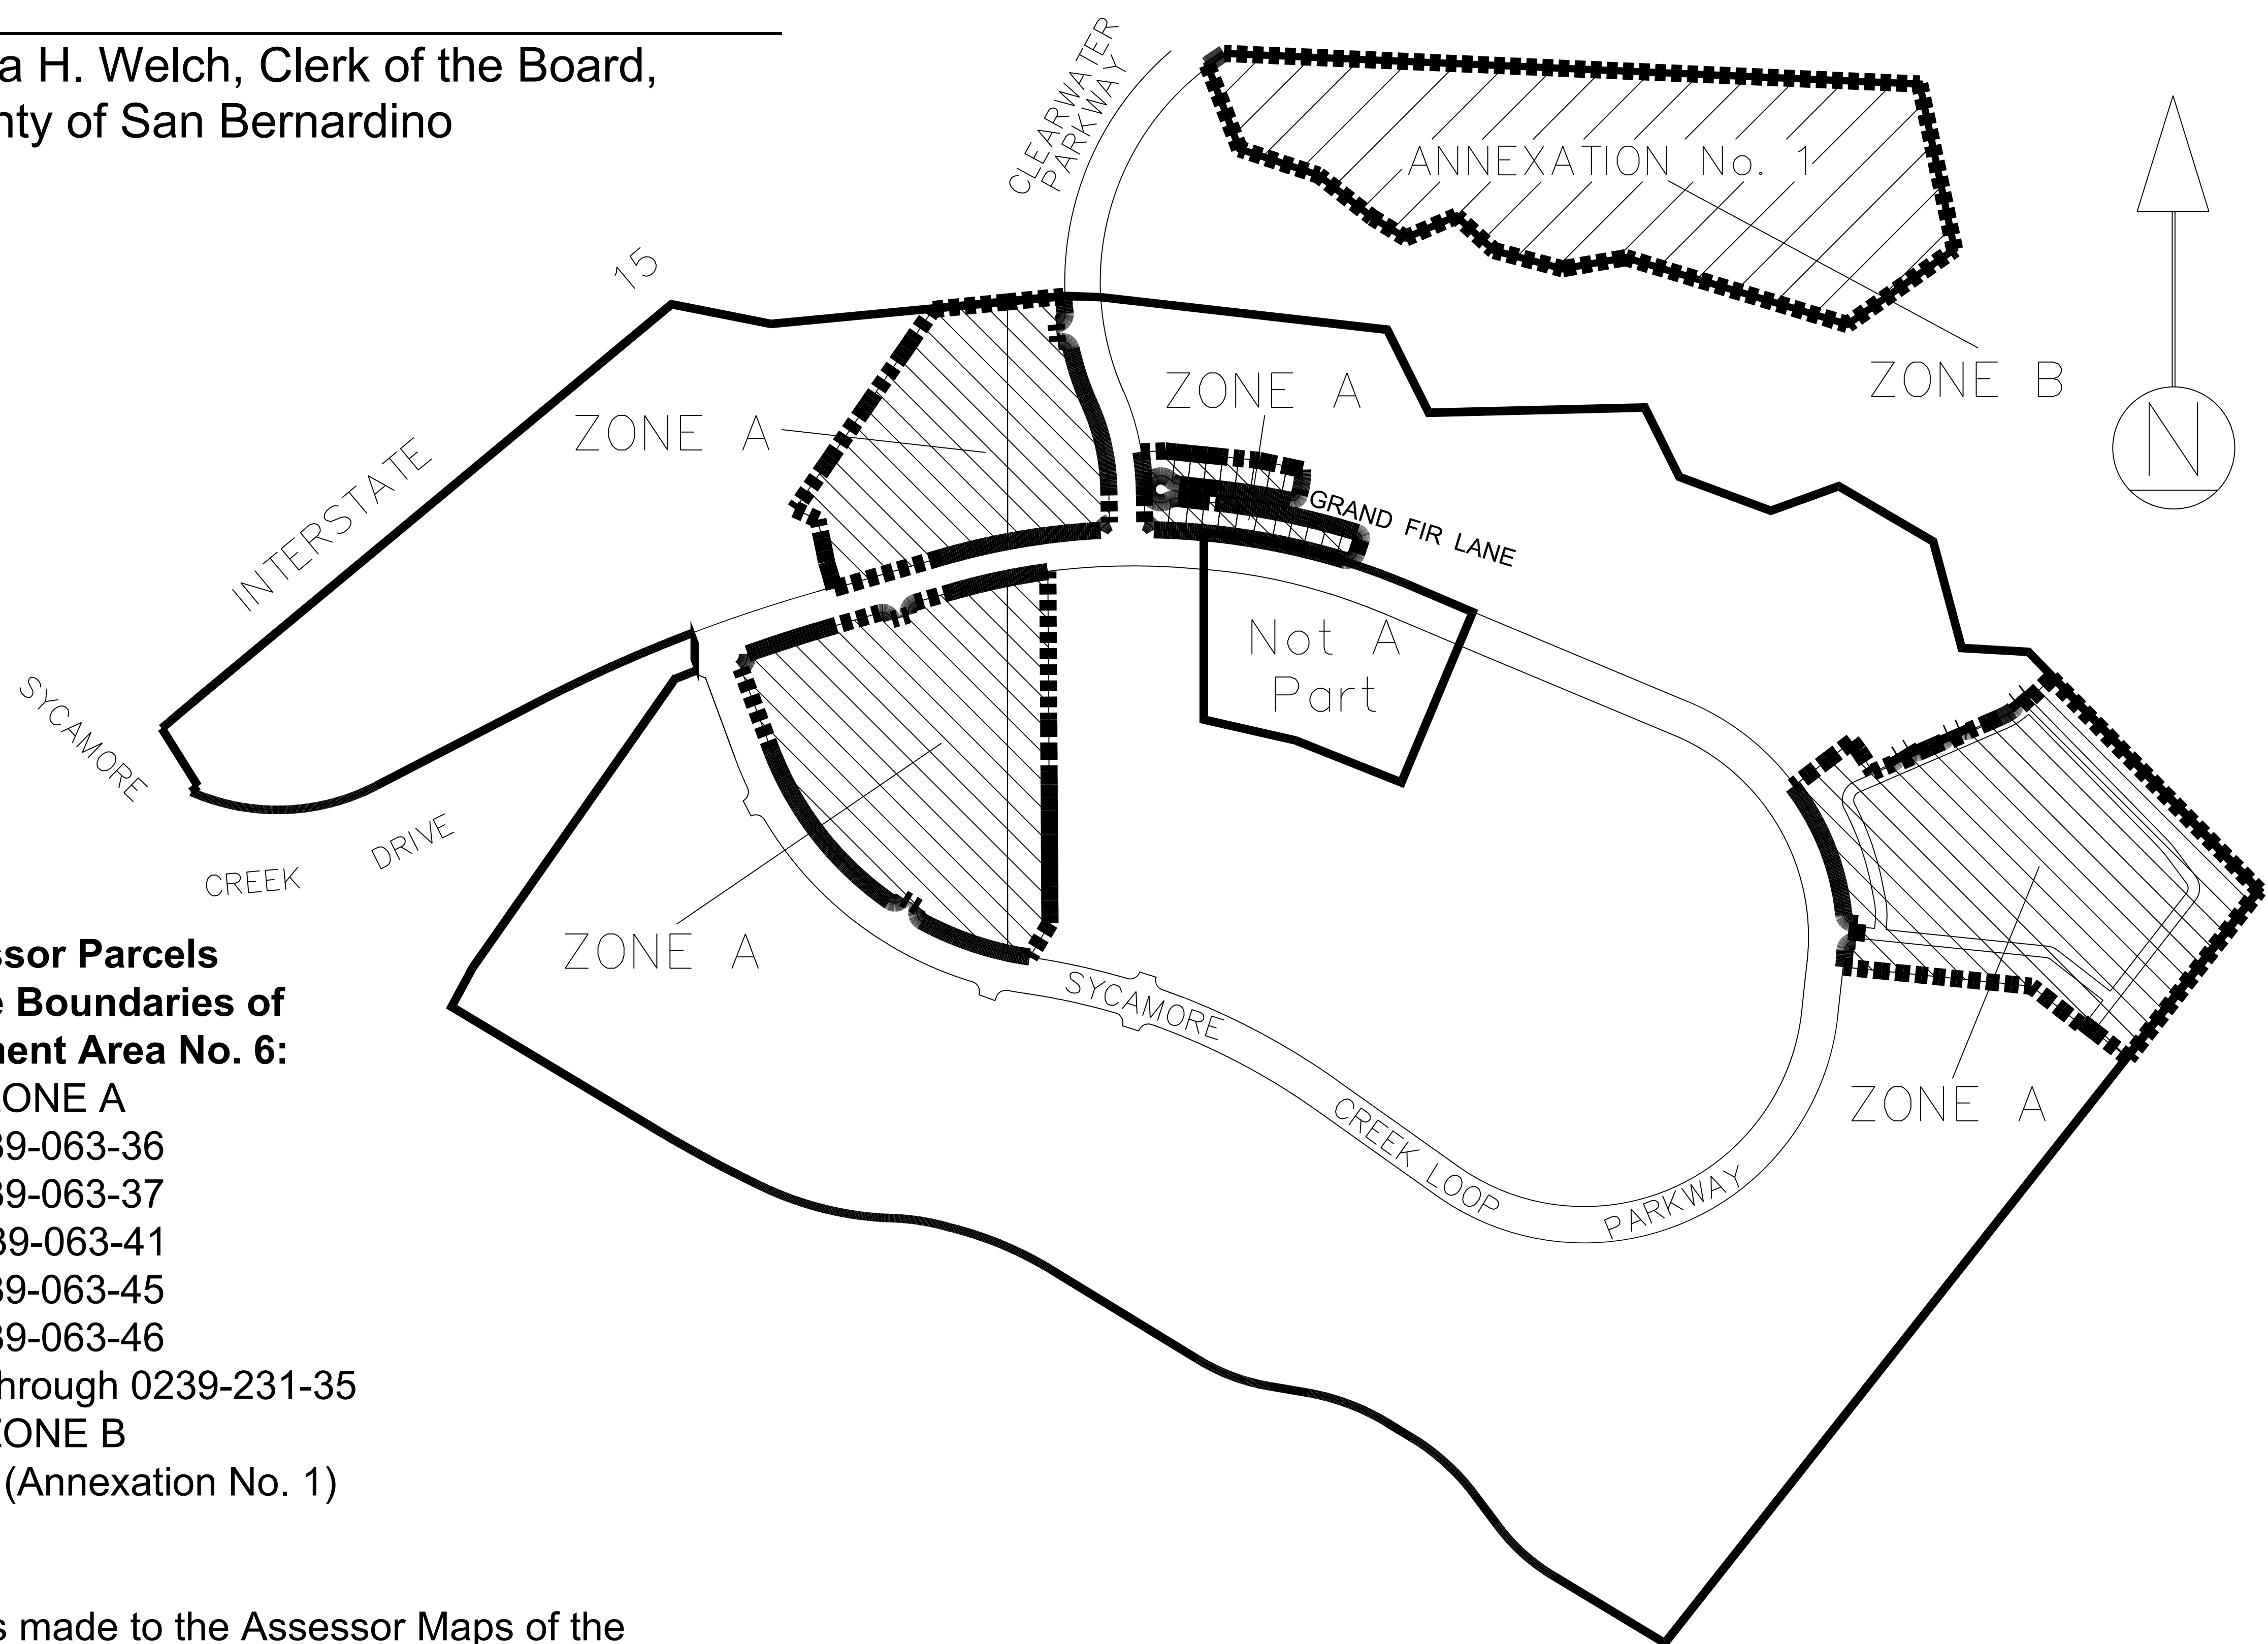 a H. Welch, Clerk of the Board,
nty of San Bernardino
CLEARWATER
PARKWAY
ANNEXATION No. 1
ZONE B
N
15
INTERSTATE
ZONE A
ZONE A
GRAND FIR LANE
Not A
Part
SYCAMORE
CREEK
DRIVE
ZONE A
SYCAMORE
CREEK LOOP
PARKWAY
ZONE A
ssor Parcels
e Boundaries of
ment Area No. 6:
ZONE A
39-063-36
39-063-37
39-063-41
39-063-45
39-063-46
through 0239-231-35
ZONE B
(Annexation No. 1)
s made to the Assessor Maps of the